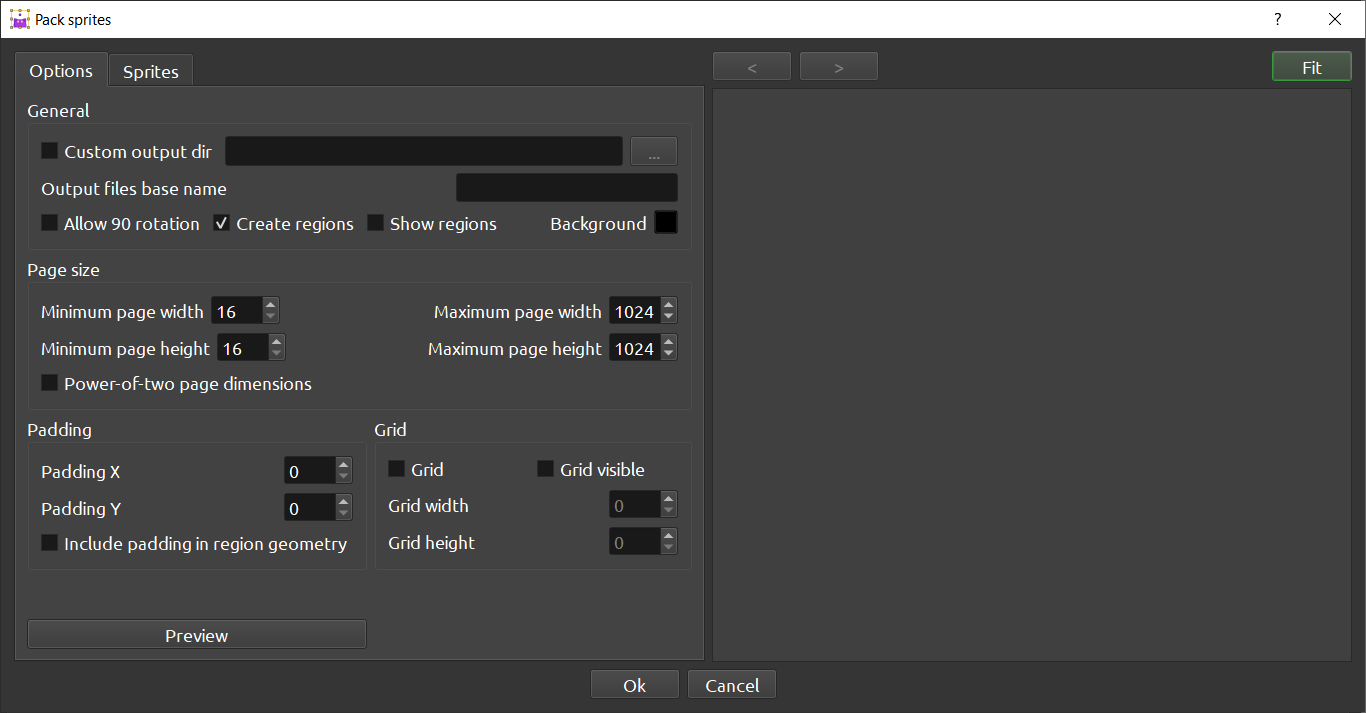 Pack sprites ?
Options Sprites < > Fit
General
Custom output dir ...
Output files base name
Allow 90 rotation Create regions Show regions Background
Page size
Minimum page width 16 Maximum page width 1024
Minimum page height 16 Maximum page height 1024
Power-of-two page dimensions
Padding Grid
Padding X 0 Grid Grid visible
Padding Y 0 Grid width 0
Include padding in region geometry Grid height 0
Preview
Ok Cancel